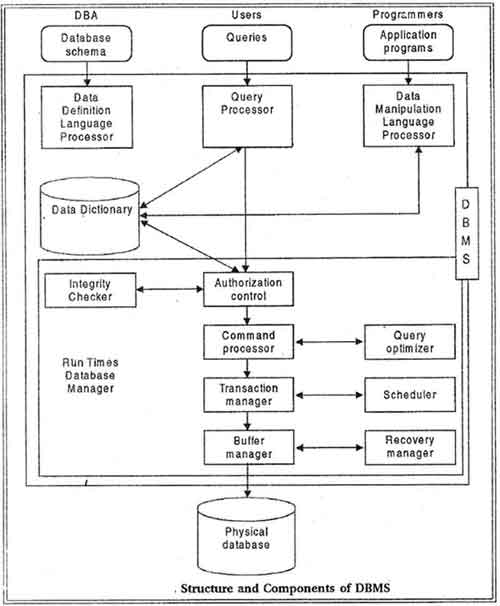 DBA
Users
Programmers
Database
schema
Queries
Application
programs
Data
Definition
Language
Processor
Query
Processor
Data
Manipulation
Language
Processor
Data Dictionary
D
B
M
S
Integrity
Checker
Authorization
control
Command
processor
Query
optimizer
Run Times
Database
Manager
Transaction
manager
Scheduler
Buffer
manager
Recovery
manager
Physical
database
Structure and Components of DBMS